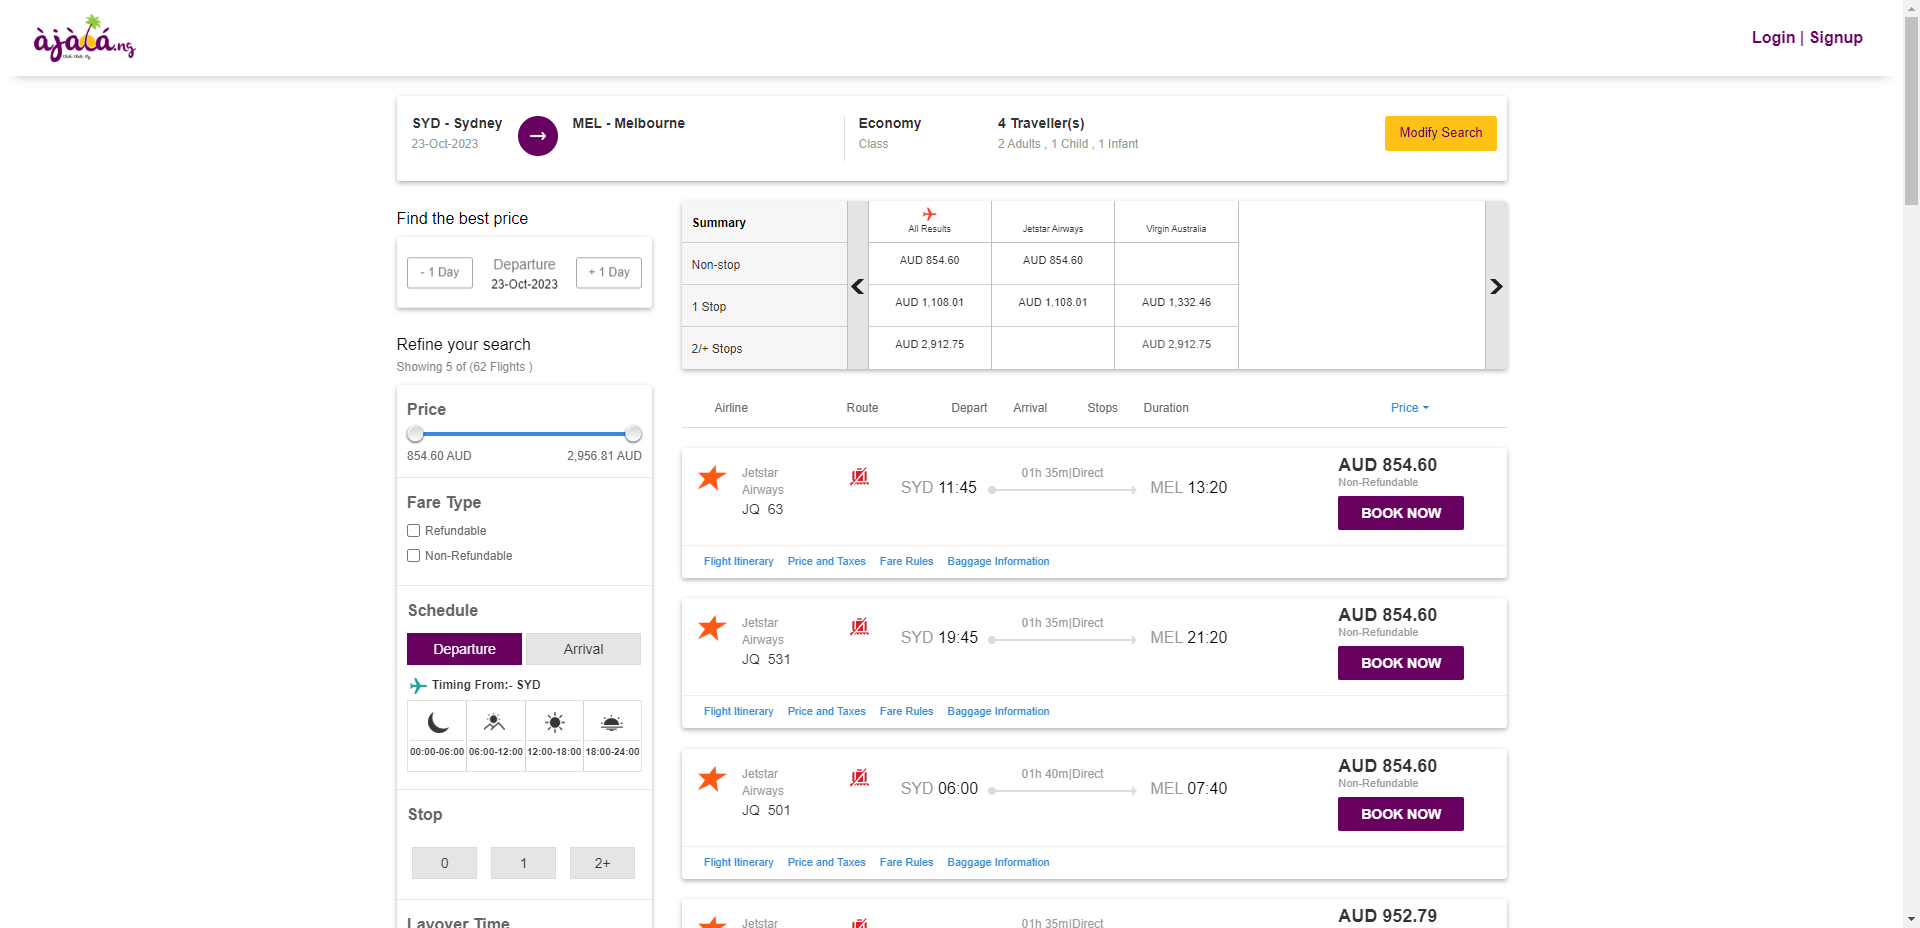 àjàlá.ng
Login | Signup
SYD - Sydney
23-Oct-2023
MEL - Melbourne
Economy
Class
4 Traveller(s)
2 Adults , 1 Child , 1 Infant
Modify Search
Find the best price
- 1 Day
Departure
23-Oct-2023
+ 1 Day
Refine your search
Showing 5 of (62 Flights )
Price
854.60 AUD
2,956.81 AUD
Fare Type
Refundable
Non-Refundable
Schedule
Departure
Arrival
Timing From:- SYD
00:00-06:00 06:00-12:00 12:00-18:00 18:00-24:00
Stop
0 1 2+
Layover Time
Summary
All Results Jetstar Airways Virgin Australia
Non-stop AUD 854.60 AUD 854.60
1 Stop AUD 1,108.01 AUD 1,108.01 AUD 1,332.46
2/+ Stops AUD 2,912.75 AUD 2,912.75
Airline Route Depart Arrival Stops Duration Price
Jetstar
Airways
JQ 63
SYD 11:45
01h 35m|Direct
MEL 13:20
AUD 854.60
Non-Refundable
BOOK NOW
Flight Itinerary Price and Taxes Fare Rules Baggage Information
Jetstar
Airways
JQ 531
SYD 19:45
01h 35m|Direct
MEL 21:20
AUD 854.60
Non-Refundable
BOOK NOW
Flight Itinerary Price and Taxes Fare Rules Baggage Information
Jetstar
Airways
JQ 501
SYD 06:00
01h 40m|Direct
MEL 07:40
AUD 854.60
Non-Refundable
BOOK NOW
Flight Itinerary Price and Taxes Fare Rules Baggage Information
Jetstar
01h 35m|Direct
AUD 952.79